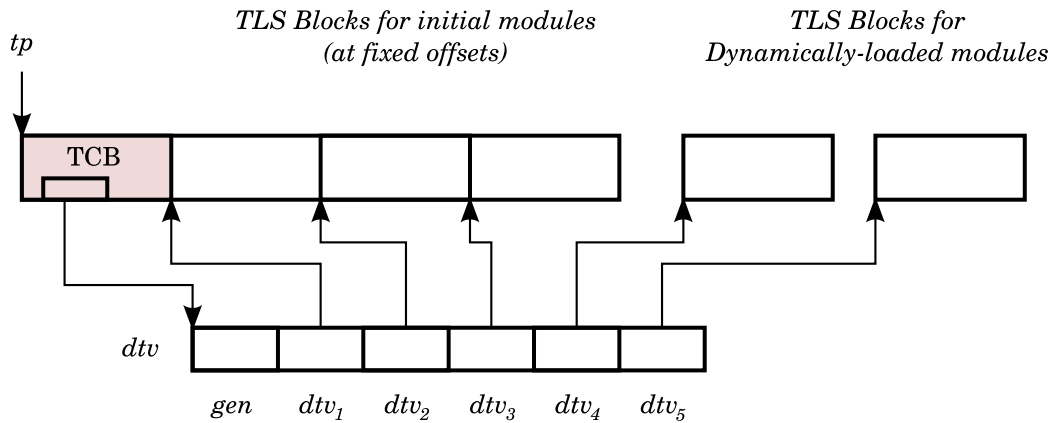 TLS Blocks for initial modules
(at fixed offsets)
TLS Blocks for
Dynamically-loaded modules
tp
TCB
dtv
gen dtv₁ dtv₂ dtv₃ dtv₄ dtv₅